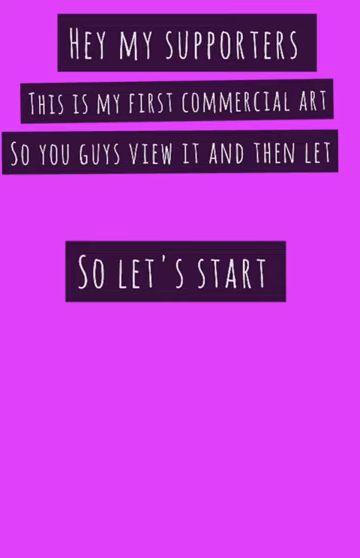 Hey my supporters
This is my first commercial art
So you guys view it and then let
So let's start